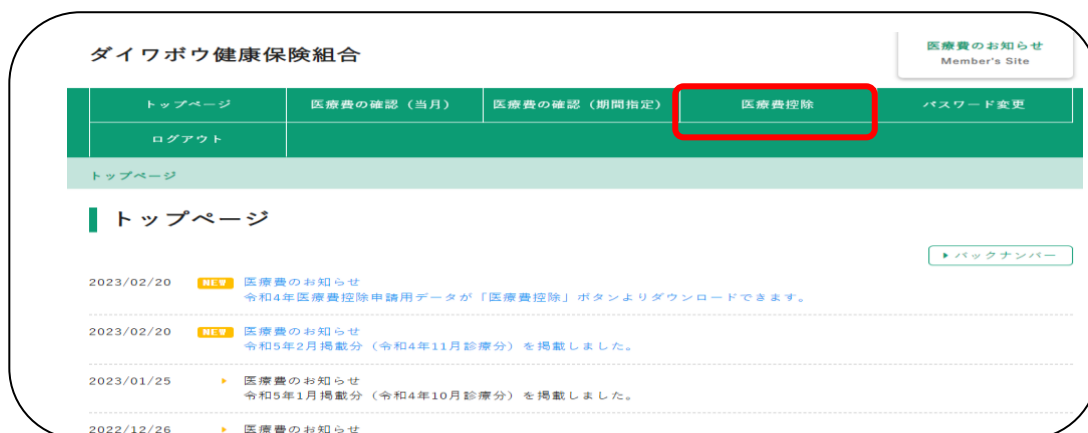 ダイワボウ健康保険組合
医療費のお知らせ
Member's Site
トップページ
医療費の確認（当月）
医療費の確認（期間指定）
医療費控除
パスワード変更
ログアウト
トップページ
トップページ
バックナンバー
2023/02/20 NEW 医療費のお知らせ
令和4年医療費控除申請用データが「医療費控除」ボタンよりダウンロードできます。
2023/02/20 NEW 医療費のお知らせ
令和5年2月掲載分（令和4年11月診療分）を掲載しました。
2023/01/25 医療費のお知らせ
令和5年1月掲載分（令和4年10月診療分）を掲載しました。
2022/12/26 医療費のお知らせ